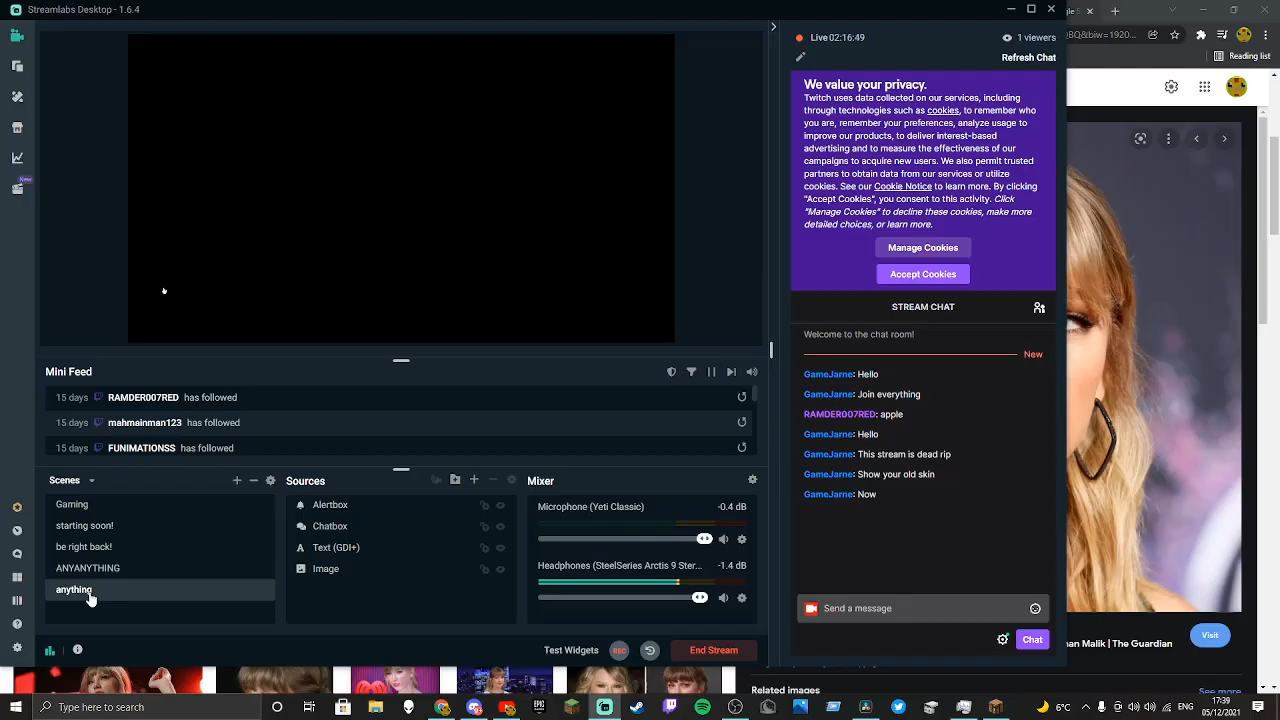 Streamlabs Desktop - 1.6.4
Live 02:16:49
1 viewers
Refresh Chat
Reading list
We value your privacy.
Twitch uses data collected on our services, including
through technologies such as cookies, to remember who
you are, remember your preferences, analyze usage to
improve our products, to deliver interest-based
advertising and to measure the effectiveness of our
campaigns to acquire new users. We also permit trusted
partners to obtain data from our services or utilize
cookies. See our Cookie Notice to learn more. By clicking
"Accept Cookies", you consent to this activity. Click
"Manage Cookies" to decline these cookies, make more
detailed choices, or learn more.
Manage Cookies
Accept Cookies
STREAM CHAT
Welcome to the chat room!
New
GameJarne: Hello
GameJarne: Join everything
RAMDER007RED: apple
GameJarne: Hello
GameJarne: This stream is dead rip
GameJarne: Show your old skin
GameJarne: Now
Send a message
Chat
New
Mini Feed
15 days RAMDER007RED has followed
15 days mahmainman123 has followed
15 days FUNIMATIONSS has followed
Scenes
Gaming
starting soon!
be right back!
ANYANYTHING
anything
Sources
Alertbox
Chatbox
Text (GDI+)
Image
Mixer
Microphone (Yeti Classic) -0.4 dB
Headphones (SteelSeries Arctis 9 Ster... -1.4 dB
Test Widgets
REC
End Stream
an Malik | The Guardian
Visit
Related images
See more
Type here to search
EPIC
6°C
ENG
17:39
05/12/2021